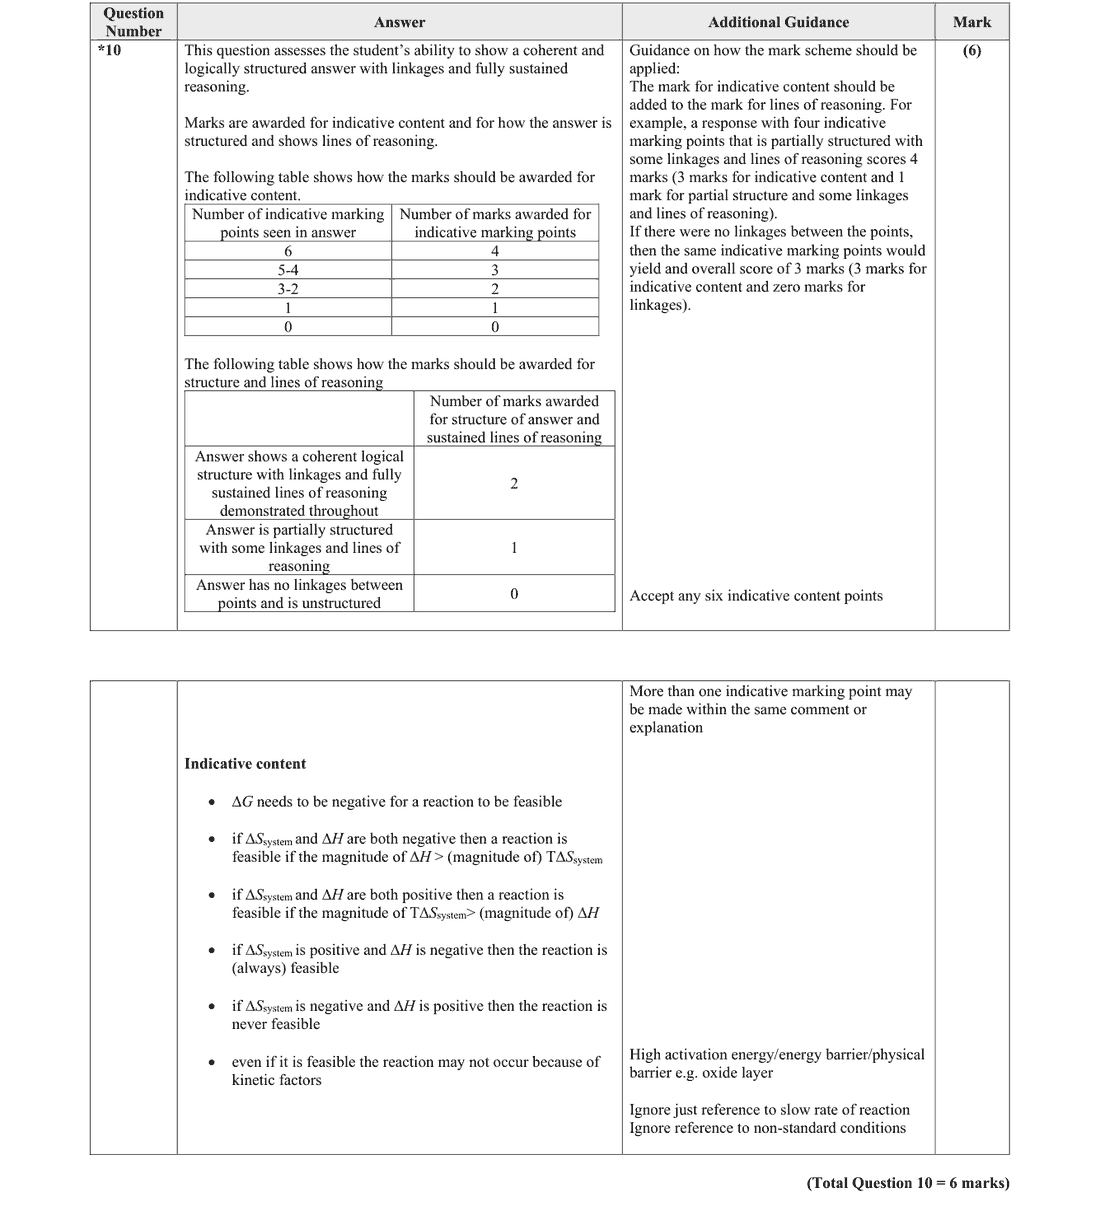 Question
Number
Answer
Additional Guidance
Mark
*10
This question assesses the student’s ability to show a coherent and
logically structured answer with linkages and fully sustained
reasoning.
Marks are awarded for indicative content and for how the answer is
structured and shows lines of reasoning.
The following table shows how the marks should be awarded for
indicative content.
Number of indicative marking
points seen in answer
Number of marks awarded for
indicative marking points
6
4
5-4
3
3-2
2
1
1
0
0
The following table shows how the marks should be awarded for
structure and lines of reasoning
Number of marks awarded
for structure of answer and
sustained lines of reasoning
Answer shows a coherent logical
structure with linkages and fully
sustained lines of reasoning
demonstrated throughout
2
Answer is partially structured
with some linkages and lines of
reasoning
1
Answer has no linkages between
points and is unstructured
0
Guidance on how the mark scheme should be
applied:
The mark for indicative content should be
added to the mark for lines of reasoning. For
example, a response with four indicative
marking points that is partially structured with
some linkages and lines of reasoning scores 4
marks (3 marks for indicative content and 1
mark for partial structure and some linkages
and lines of reasoning).
If there were no linkages between the points,
then the same indicative marking points would
yield and overall score of 3 marks (3 marks for
indicative content and zero marks for
linkages).
Accept any six indicative content points
(6)
More than one indicative marking point may
be made within the same comment or
explanation
Indicative content
• ΔG needs to be negative for a reaction to be feasible
• if ΔSsystem and ΔH are both negative then a reaction is
feasible if the magnitude of ΔH > (magnitude of) TΔSsystem
• if ΔSsystem and ΔH are both positive then a reaction is
feasible if the magnitude of TΔSsystem> (magnitude of) ΔH
• if ΔSsystem is positive and ΔH is negative then the reaction is
(always) feasible
• if ΔSsystem is negative and ΔH is positive then the reaction is
never feasible
• even if it is feasible the reaction may not occur because of
kinetic factors
High activation energy/energy barrier/physical
barrier e.g. oxide layer
Ignore just reference to slow rate of reaction
Ignore reference to non-standard conditions
(Total Question 10 = 6 marks)